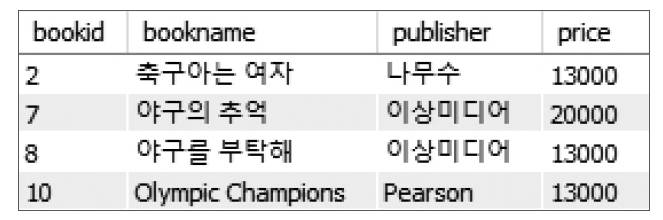 bookid bookname publisher price
2 축구아는 여자 나무수 13000
7 야구의 추억 이상미디어 20000
8 야구를 부탁해 이상미디어 13000
10 Olympic Champions Pearson 13000